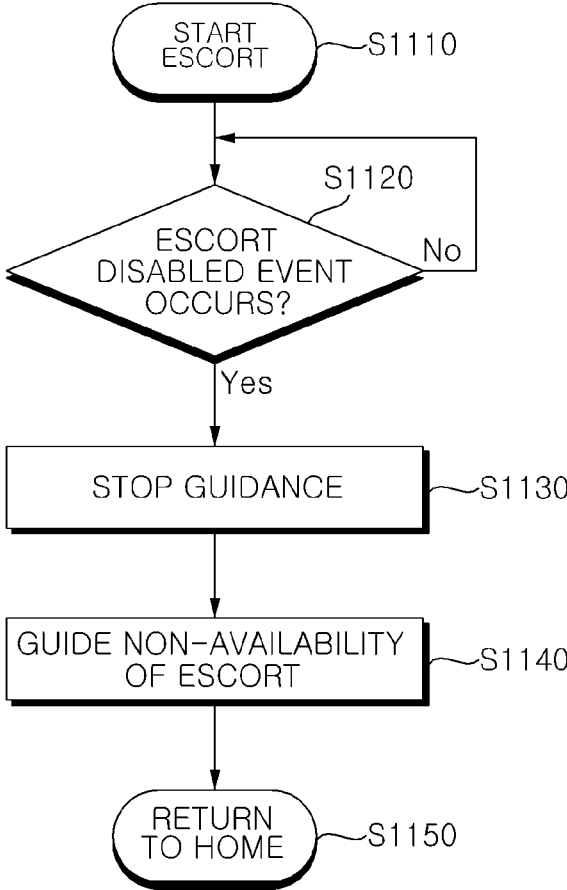 START
ESCORT
S1110
S1120
ESCORT
DISABLED EVENT
OCCURS?
No
Yes
STOP GUIDANCE
S1130
GUIDE NON-AVAILABILITY
OF ESCORT
S1140
RETURN
TO HOME
S1150